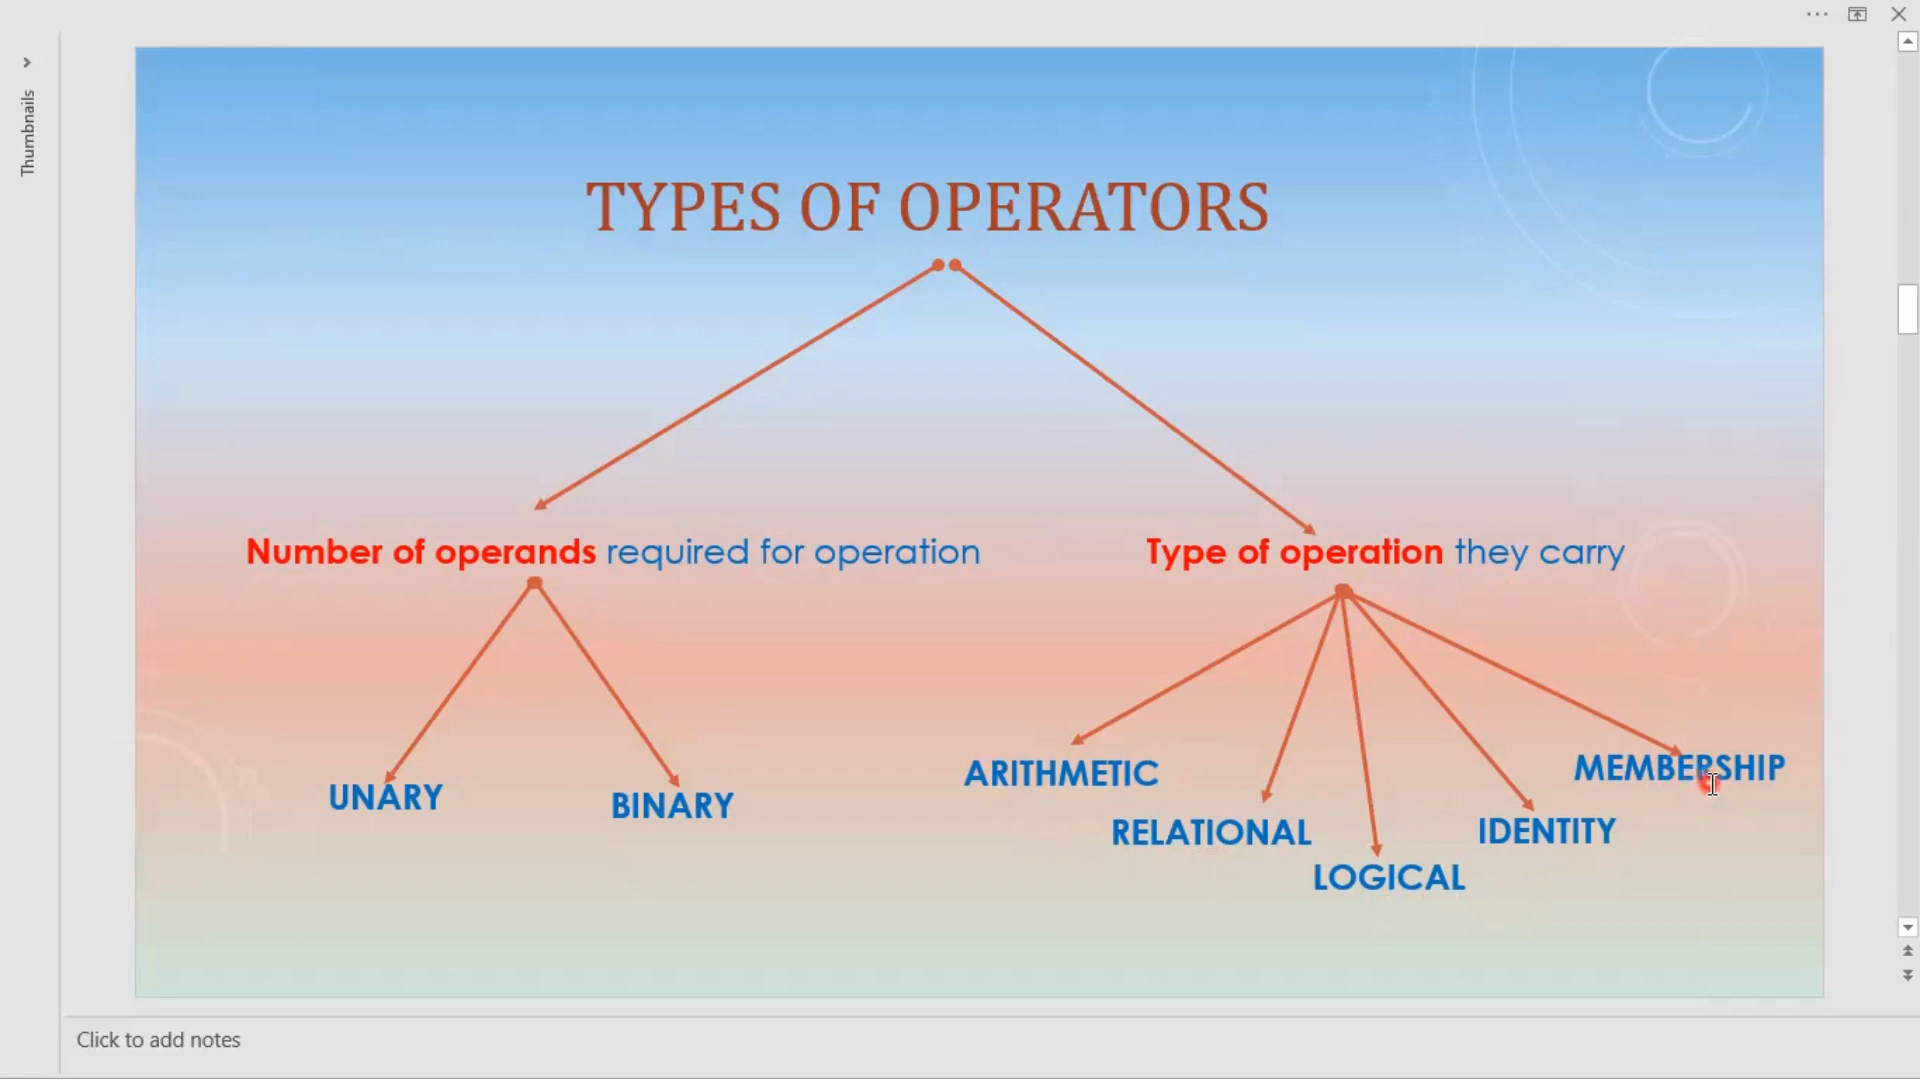 Thumbnails
TYPES OF OPERATORS
Number of operands required for operation
Type of operation they carry
UNARY
BINARY
ARITHMETIC
RELATIONAL
LOGICAL
IDENTITY
MEMBERSHIP
Click to add notes